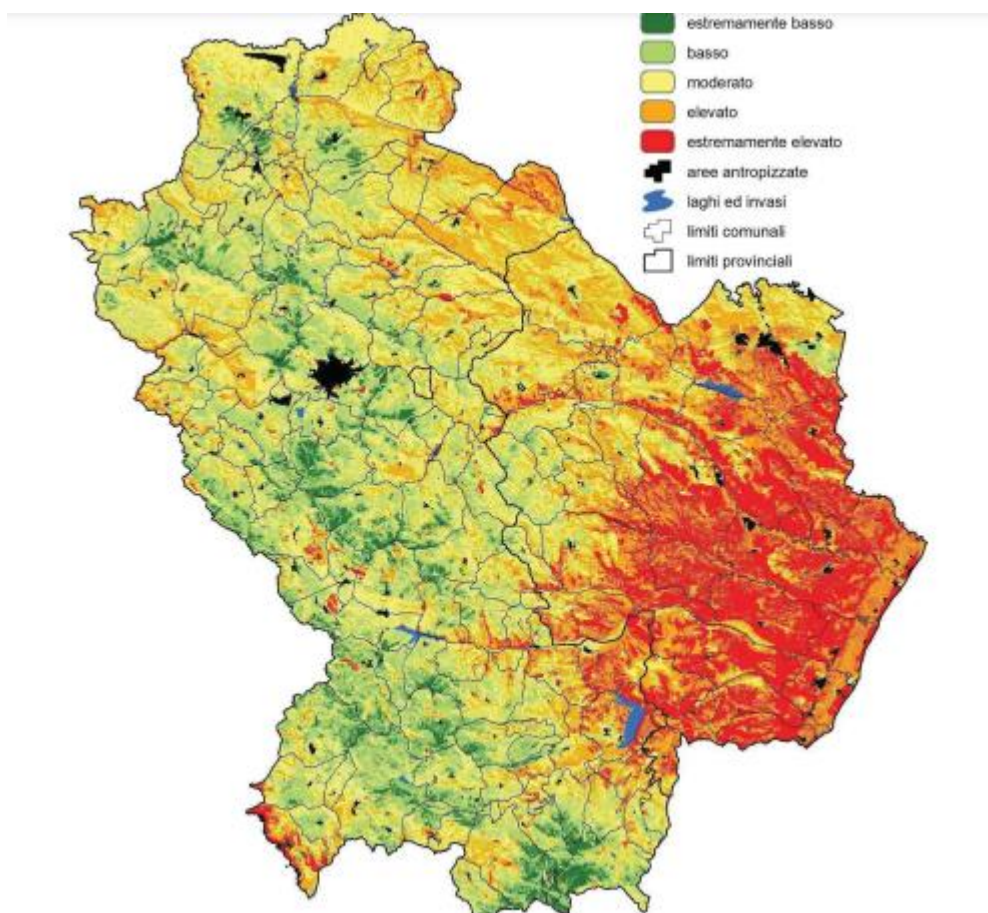 estremamente basso
basso
moderato
elevato
estremamente elevato
aree antropizzate
laghi ed invasi
limiti comunali
limiti provinciali